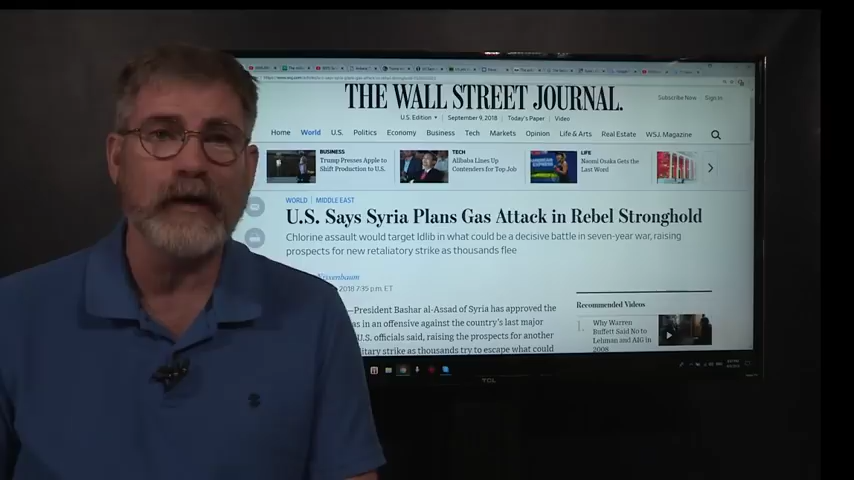 THE WALL STREET JOURNAL.
Subscribe Now Sign In
U.S. Edition September 9, 2018 Today's Paper Video
Home World U.S. Politics Economy Business Tech Markets Opinion Life & Arts Real Estate WSJ. Magazine
BUSINESS
Trump Presses Apple to
Shift Production to U.S.
TECH
Alibaba Lines Up
Contenders for Top Job
LIFE
Naomi Osaka Gets the
Last Word
WORLD MIDDLE EAST
U.S. Says Syria Plans Gas Attack in Rebel Stronghold
Chlorine assault would target Idlib in what could be a decisive battle in seven-year war, raising
prospects for new retaliatory strike as thousands flee
2018 7:35 p.m. ET
—President Bashar al-Assad of Syria has approved the
as in an offensive against the country's last major
U.S. officials said, raising the prospects for another
itary strike as thousands try to escape what could
Recommended Videos
1. Why Warren
Buffett Said No to
Lehman and AIG in
2008
TCL